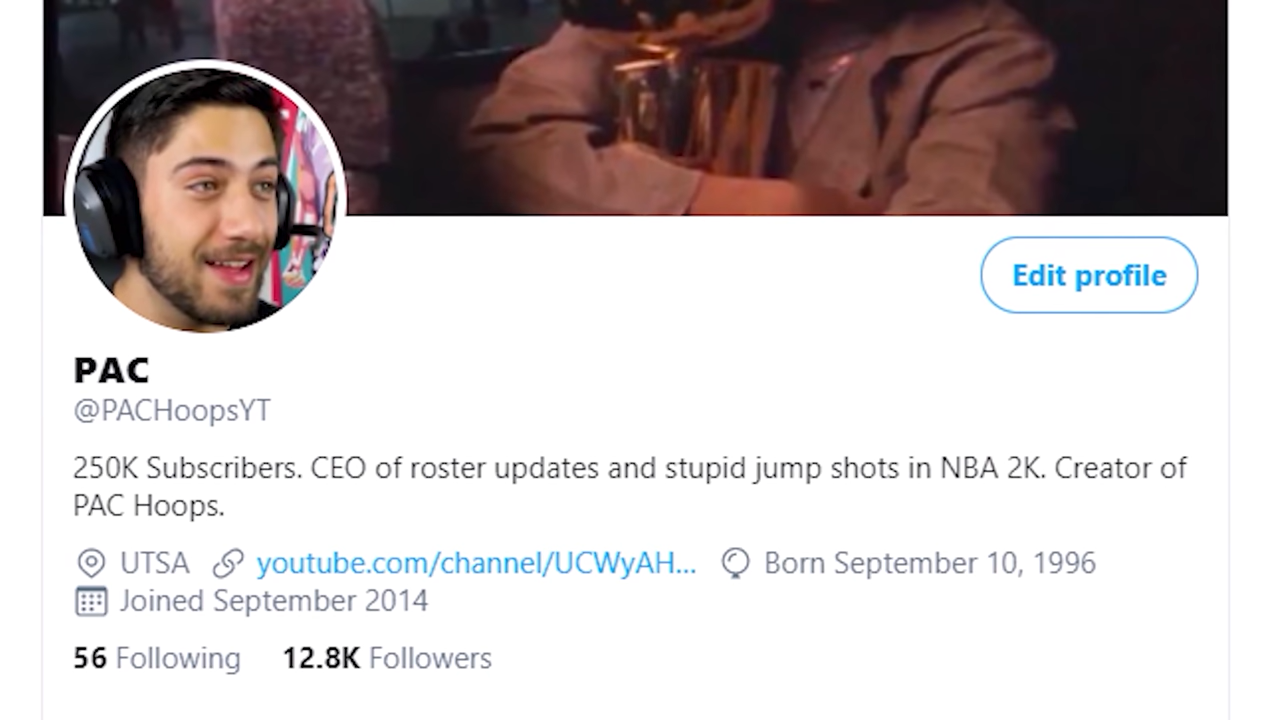 Edit profile
PAC
@PACHoopsYT
250K Subscribers. CEO of roster updates and stupid jump shots in NBA 2K. Creator of
PAC Hoops.
UTSA youtube.com/channel/UCWyAH... Born September 10, 1996
Joined September 2014
56 Following 12.8K Followers